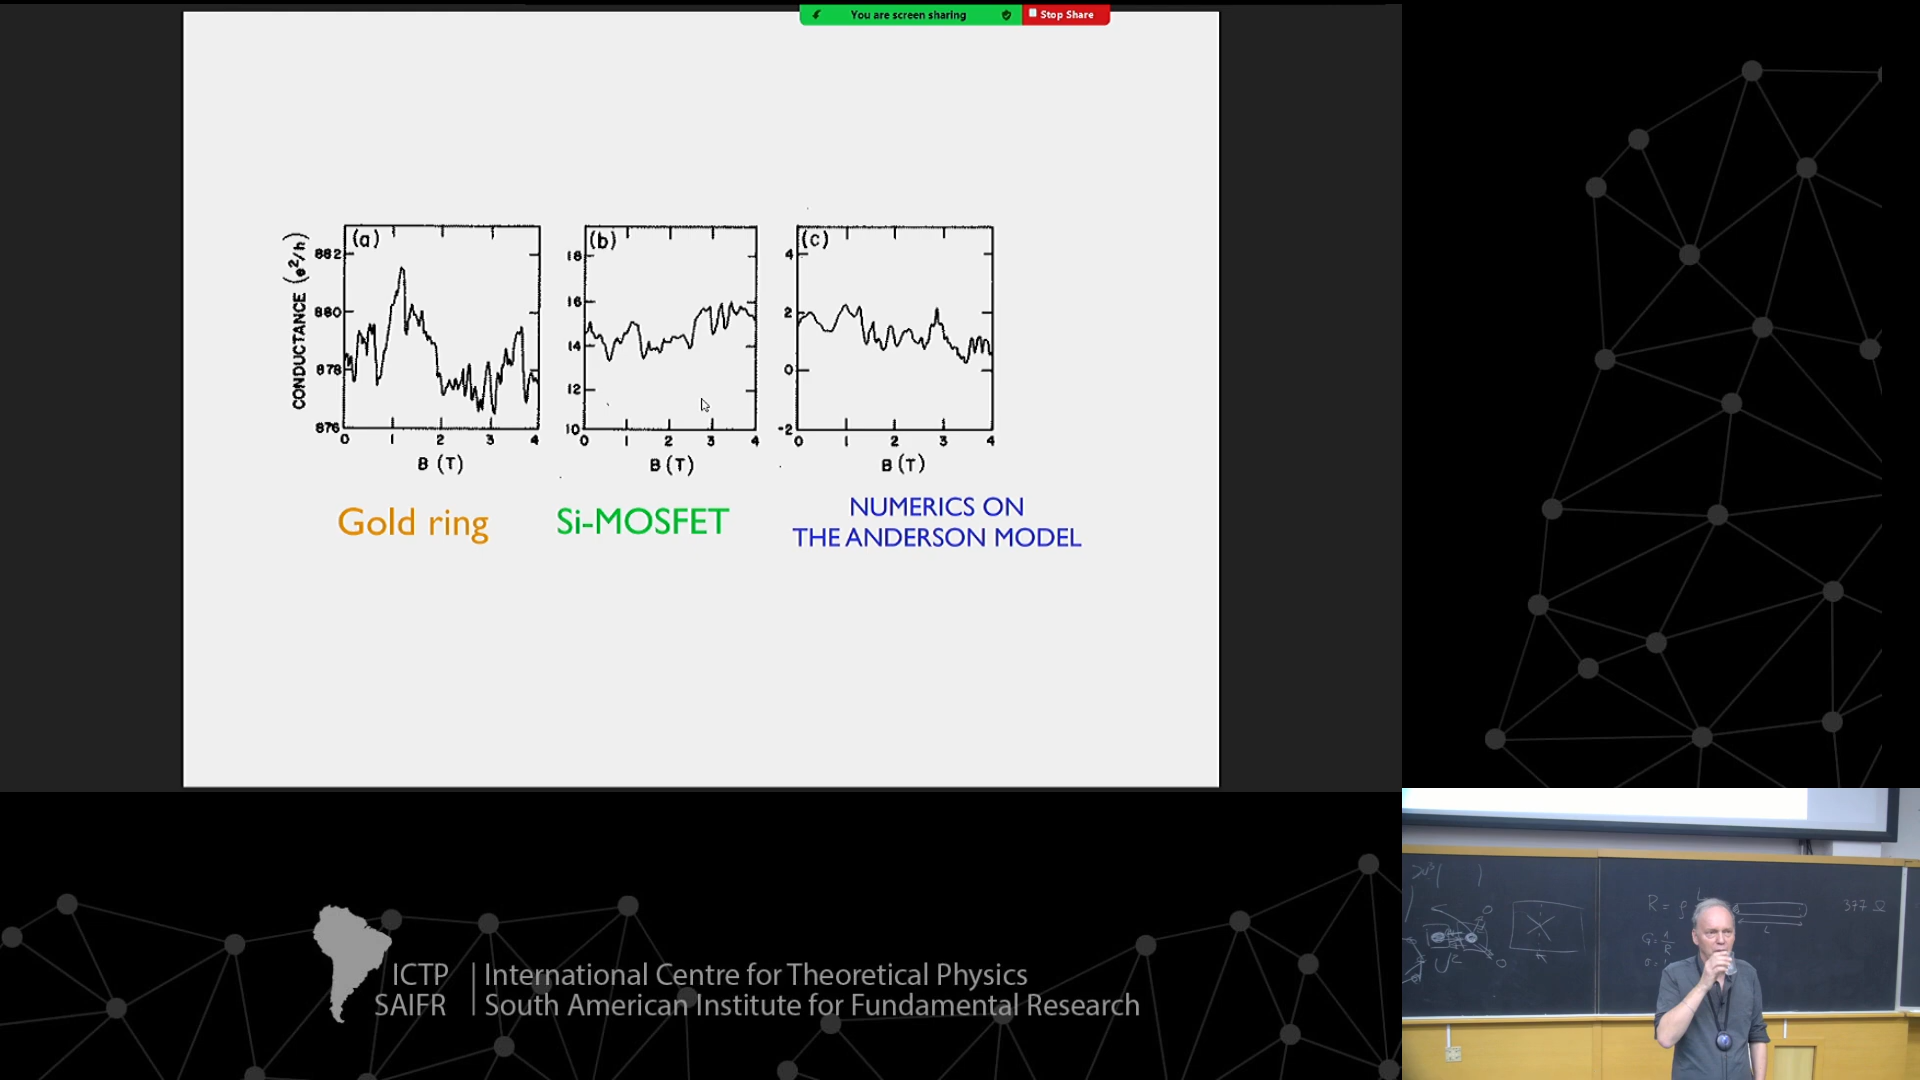 You are screen sharing
Stop Share
(a)
(b)
(c)
CONDUCTANCE (e²/h)
882
880
878
876
0 1 2 3 4
B (T)
18
16
14
12
10
0 1 2 3 4
B (T)
4
2
0
-2
0 1 2 3 4
B (T)
Gold ring
Si-MOSFET
NUMERICS ON
THE ANDERSON MODEL
ICTP
SAIFR
International Centre for Theoretical Physics
South American Institute for Fundamental Research
R = ρ
L
377 Ω